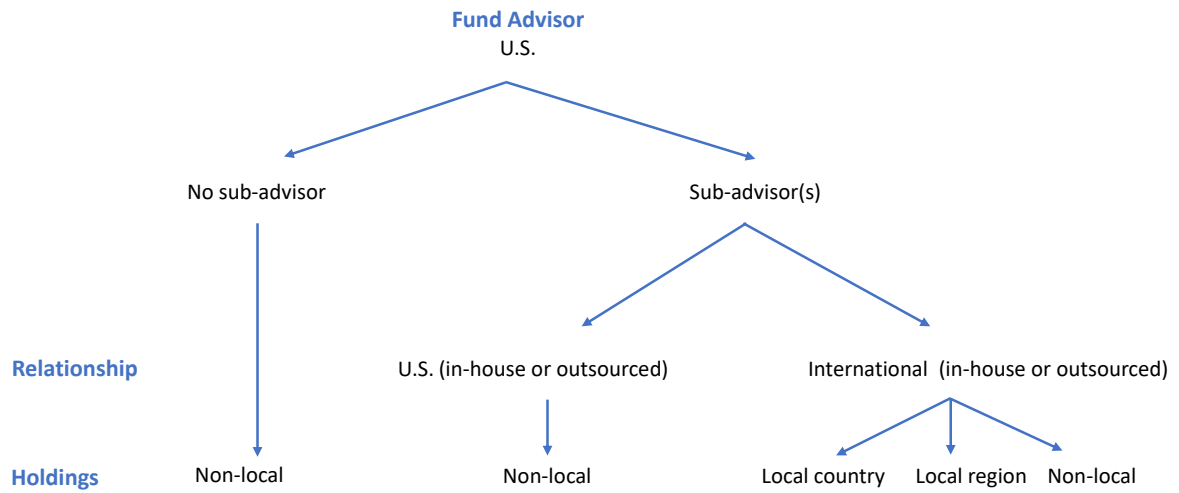 Fund Advisor
U.S.
No sub-advisor
Sub-advisor(s)
Relationship
U.S. (in-house or outsourced)
International (in-house or outsourced)
Holdings
Non-local
Non-local
Local country
Local region
Non-local